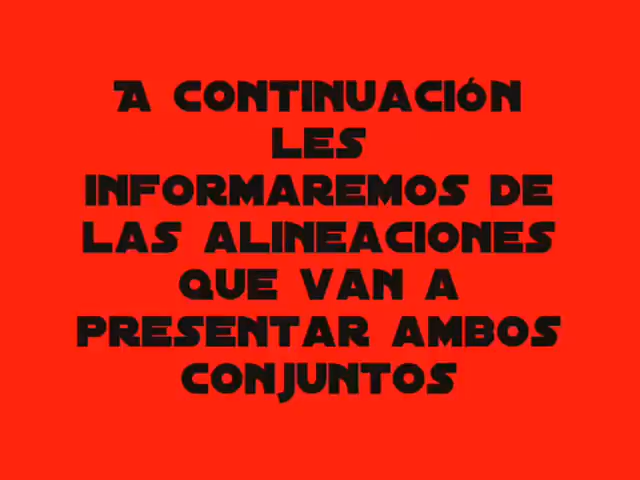 A CONTINUACIÓN
LES
INFORMAREMOS DE
LAS ALINEACIONES
QUE VAN A
PRESENTAR AMBOS
CONJUNTOS